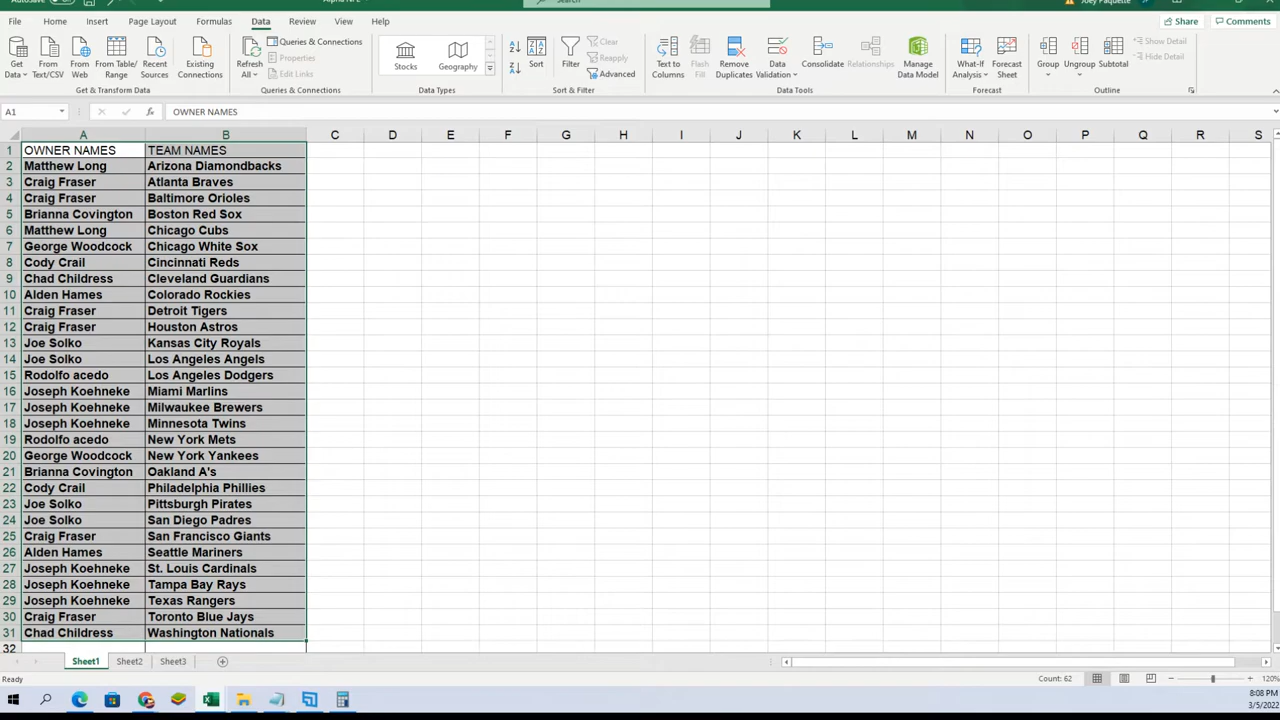 File Home Insert Page Layout Formulas Data Review View Help Share Comments
Get Data From Text/CSV From Web From Table/Range Recent Sources Existing Connections
Get & Transform Data
Refresh All Queries & Connections Properties Edit Links
Queries & Connections
Stocks Geography
Data Types
Sort Filter Clear Reapply Advanced
Sort & Filter
Text to Columns Flash Fill Remove Duplicates Data Validation Consolidate Relationships Manage Data Model
Data Tools
What-If Analysis Forecast Sheet
Forecast
Group Ungroup Subtotal Show Detail Hide Detail
Outline
A1 fx OWNER NAMES
A B C D E F G H I J K L M N O P Q R S
1 OWNER NAMES TEAM NAMES
2 Matthew Long Arizona Diamondbacks
3 Craig Fraser Atlanta Braves
4 Craig Fraser Baltimore Orioles
5 Brianna Covington Boston Red Sox
6 Matthew Long Chicago Cubs
7 George Woodcock Chicago White Sox
8 Cody Crail Cincinnati Reds
9 Chad Childress Cleveland Guardians
10 Alden Hames Colorado Rockies
11 Craig Fraser Detroit Tigers
12 Craig Fraser Houston Astros
13 Joe Solko Kansas City Royals
14 Joe Solko Los Angeles Angels
15 Rodolfo acedo Los Angeles Dodgers
16 Joseph Koehneke Miami Marlins
17 Joseph Koehneke Milwaukee Brewers
18 Joseph Koehneke Minnesota Twins
19 Rodolfo acedo New York Mets
20 George Woodcock New York Yankees
21 Brianna Covington Oakland A's
22 Cody Crail Philadelphia Phillies
23 Joe Solko Pittsburgh Pirates
24 Joe Solko San Diego Padres
25 Craig Fraser San Francisco Giants
26 Alden Hames Seattle Mariners
27 Joseph Koehneke St. Louis Cardinals
28 Joseph Koehneke Tampa Bay Rays
29 Joseph Koehneke Texas Rangers
30 Craig Fraser Toronto Blue Jays
31 Chad Childress Washington Nationals
32
Sheet1 Sheet2 Sheet3
Ready Count: 62 120%
8:08 PM
3/5/2022